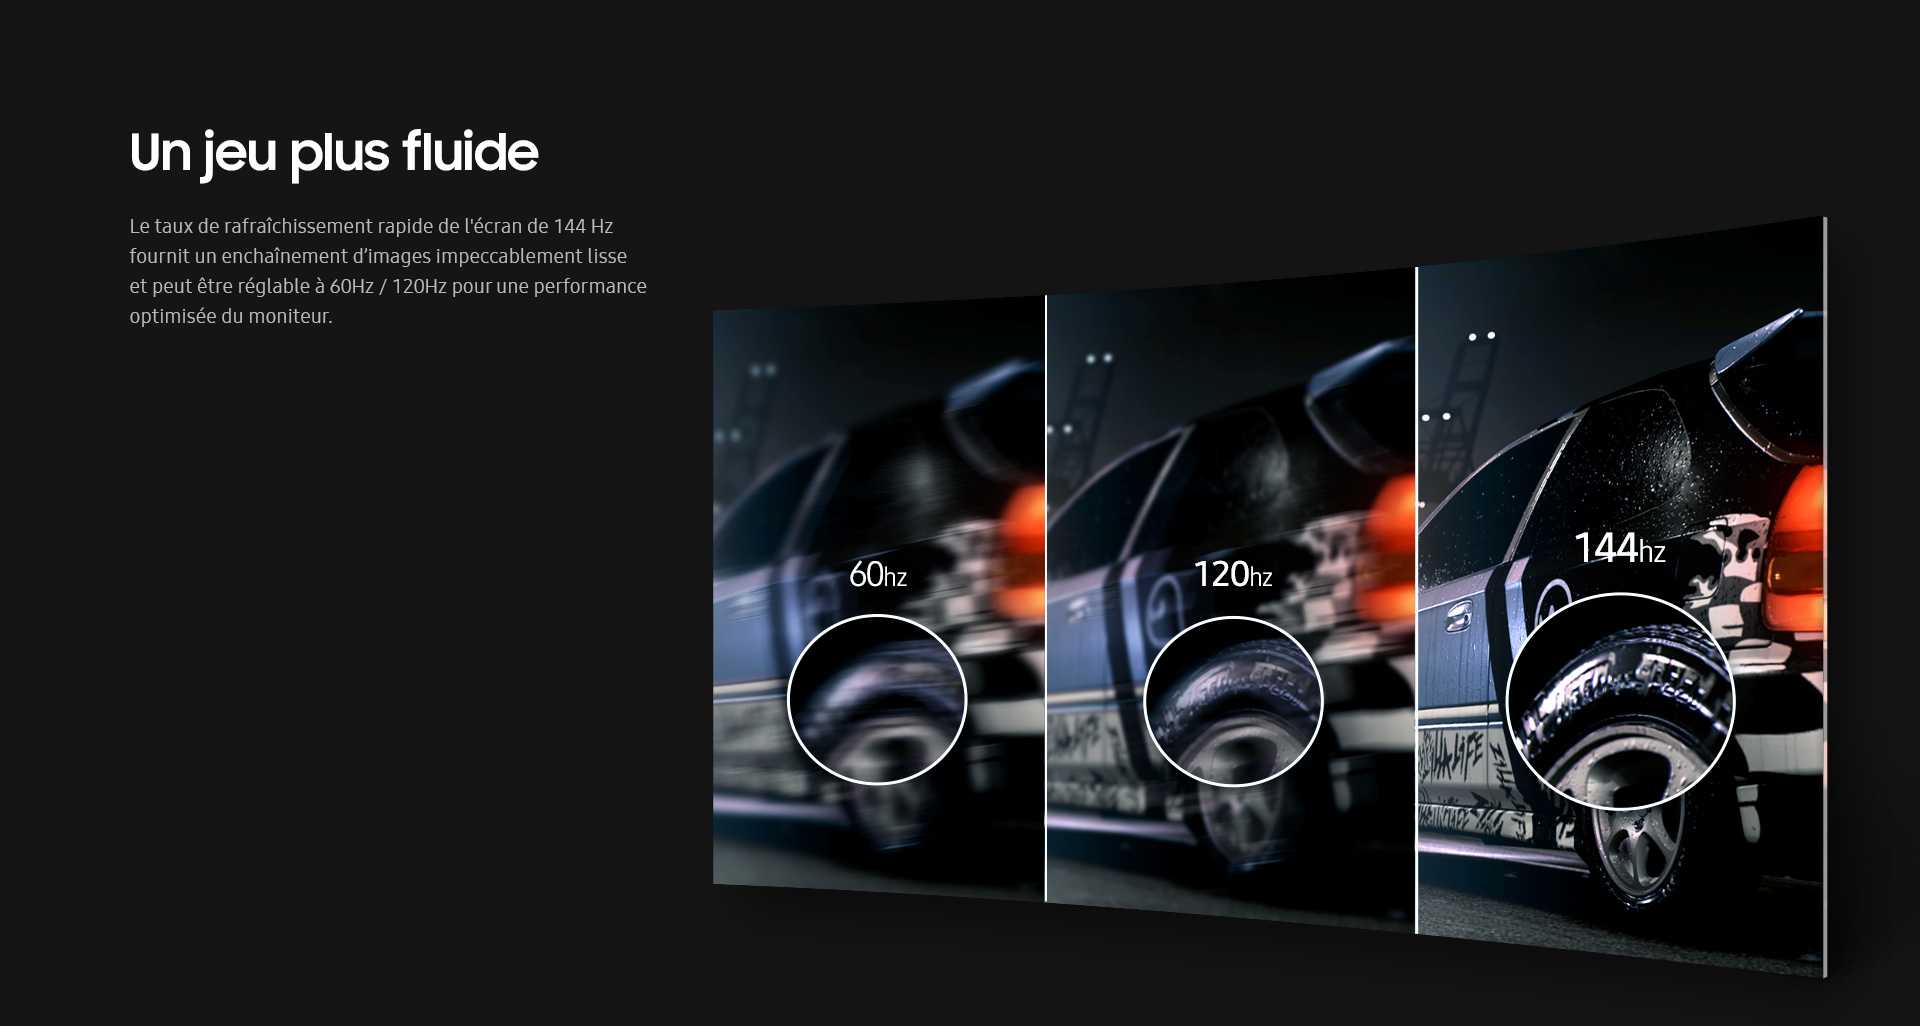 Un jeu plus fluide
Le taux de rafraîchissement rapide de l'écran de 144 Hz
fournit un enchaînement d’images impeccablement lisse
et peut être réglable à 60Hz / 120Hz pour une performance
optimisée du moniteur.
60hz
120hz
144hz